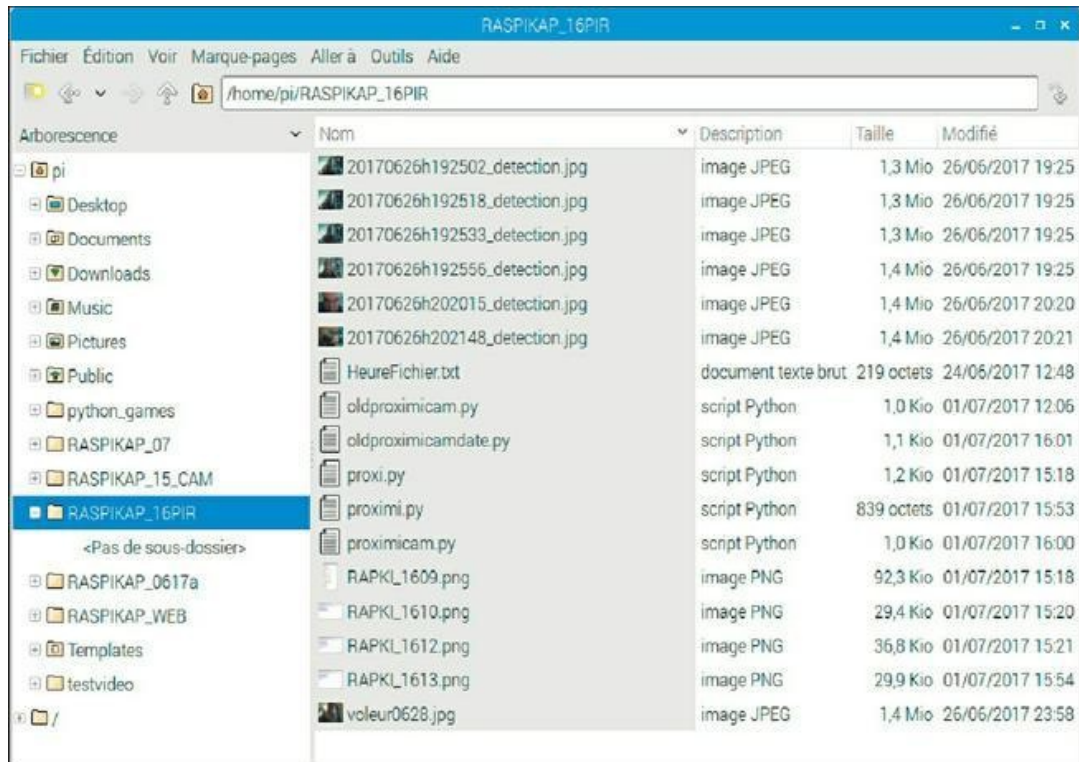 RASPIKAP_16PIR
Fichier Édition Voir Marque-pages Aller à Outils Aide
/home/pi/RASPIKAP_16PIR
Arborescence
pi
Desktop
Documents
Downloads
Music
Pictures
Public
python_games
RASPIKAP_07
RASPIKAP_15_CAM
RASPIKAP_16PIR
<Pas de sous-dossier>
RASPIKAP_0617a
RASPIKAP_WEB
Templates
testvideo
/
Nom Description Taille Modifié
20170626h192502_detection.jpg image JPEG 1,3 Mio 26/06/2017 19:25
20170626h192518_detection.jpg image JPEG 1,3 Mio 26/06/2017 19:25
20170626h192533_detection.jpg image JPEG 1,3 Mio 26/06/2017 19:25
20170626h192556_detection.jpg image JPEG 1,4 Mio 26/06/2017 19:25
20170626h202015_detection.jpg image JPEG 1,4 Mio 26/06/2017 20:20
20170626h202148_detection.jpg image JPEG 1,4 Mio 26/06/2017 20:21
HeureFichier.txt document texte brut 219 octets 24/06/2017 12:48
oldproximicam.py script Python 1,0 Kio 01/07/2017 12:06
oldproximicamdate.py script Python 1,1 Kio 01/07/2017 16:01
proxi.py script Python 1,2 Kio 01/07/2017 15:18
proximi.py script Python 839 octets 01/07/2017 15:53
proximicam.py script Python 1,0 Kio 01/07/2017 16:00
RAPKI_1609.png image PNG 92,3 Kio 01/07/2017 15:18
RAPKI_1610.png image PNG 29,4 Kio 01/07/2017 15:20
RAPKI_1612.png image PNG 36,8 Kio 01/07/2017 15:21
RAPKI_1613.png image PNG 29,9 Kio 01/07/2017 15:54
voleur0628.jpg image JPEG 1,4 Mio 26/06/2017 23:58